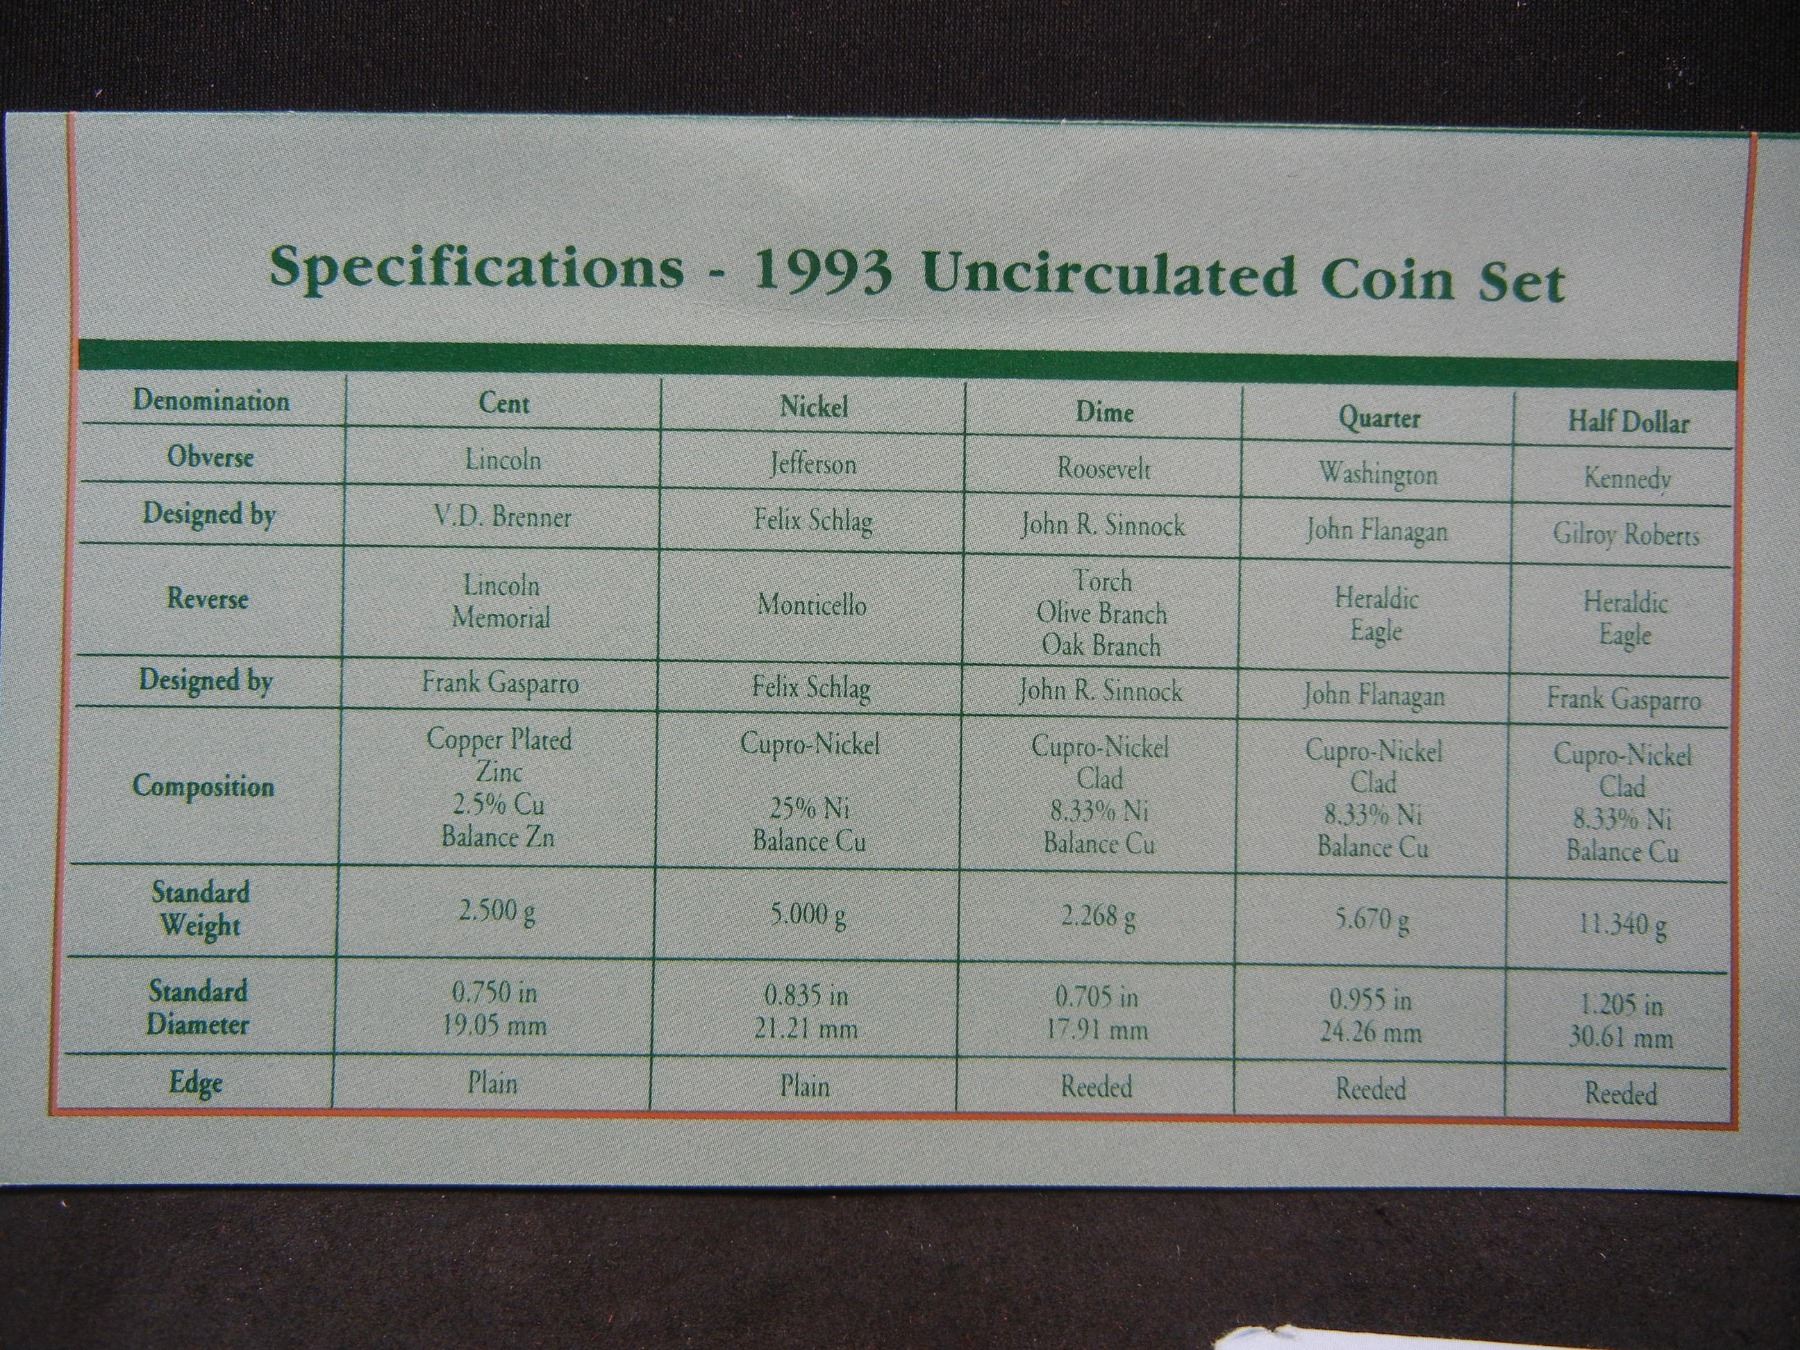 Specifications - 1993 Uncirculated Coin Set
Denomination Cent Nickel Dime Quarter Half Dollar
Obverse Lincoln Jefferson Roosevelt Washington Kennedy
Designed by V.D. Brenner Felix Schlag John R. Sinnock John Flanagan Gilroy Roberts
Reverse
Lincoln
Memorial
Monticello
Torch
Olive Branch
Oak Branch
Heraldic
Eagle
Heraldic
Eagle
Designed by Frank Gasparro Felix Schlag John R. Sinnock John Flanagan Frank Gasparro
Composition
Copper Plated
Zinc
2.5% Cu
Balance Zn
Cupro-Nickel
25% Ni
Balance Cu
Cupro-Nickel
Clad
8.33% Ni
Balance Cu
Cupro-Nickel
Clad
8.33% Ni
Balance Cu
Cupro-Nickel
Clad
8.33% Ni
Balance Cu
Standard
Weight
2.500 g 5.000 g 2.268 g 5.670 g 11.340 g
Standard
Diameter
0.750 in
19.05 mm
0.835 in
21.21 mm
0.705 in
17.91 mm
0.955 in
24.26 mm
1.205 in
30.61 mm
Edge Plain Plain Reeded Reeded Reeded